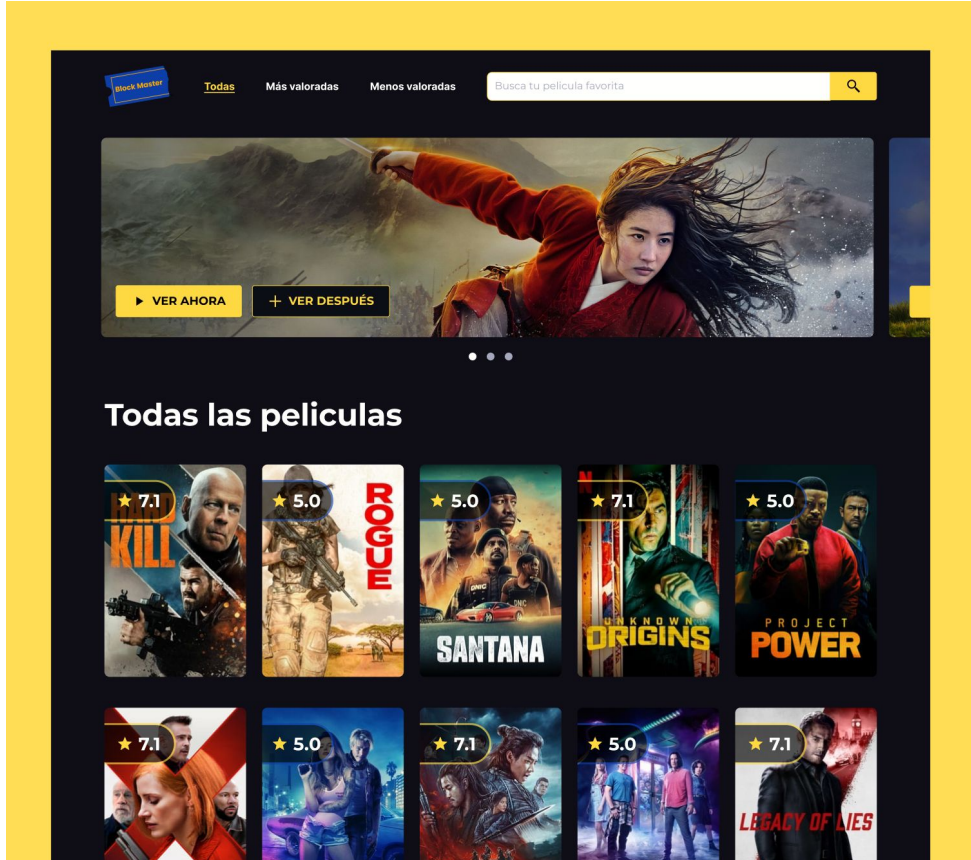 Block Master
Todas
Más valoradas
Menos valoradas
Busca tu película favorita
VER AHORA
VER DESPUÉS
Todas las peliculas
7.1
5.0
5.0
7.1
5.0
HARD
KILL
ROGUE
DNIC
DNIC
SANTANA
UNKNOWN
ORIGINS
PROJECT
POWER
7.1
5.0
7.1
5.0
7.1
LEGACY OF LIES